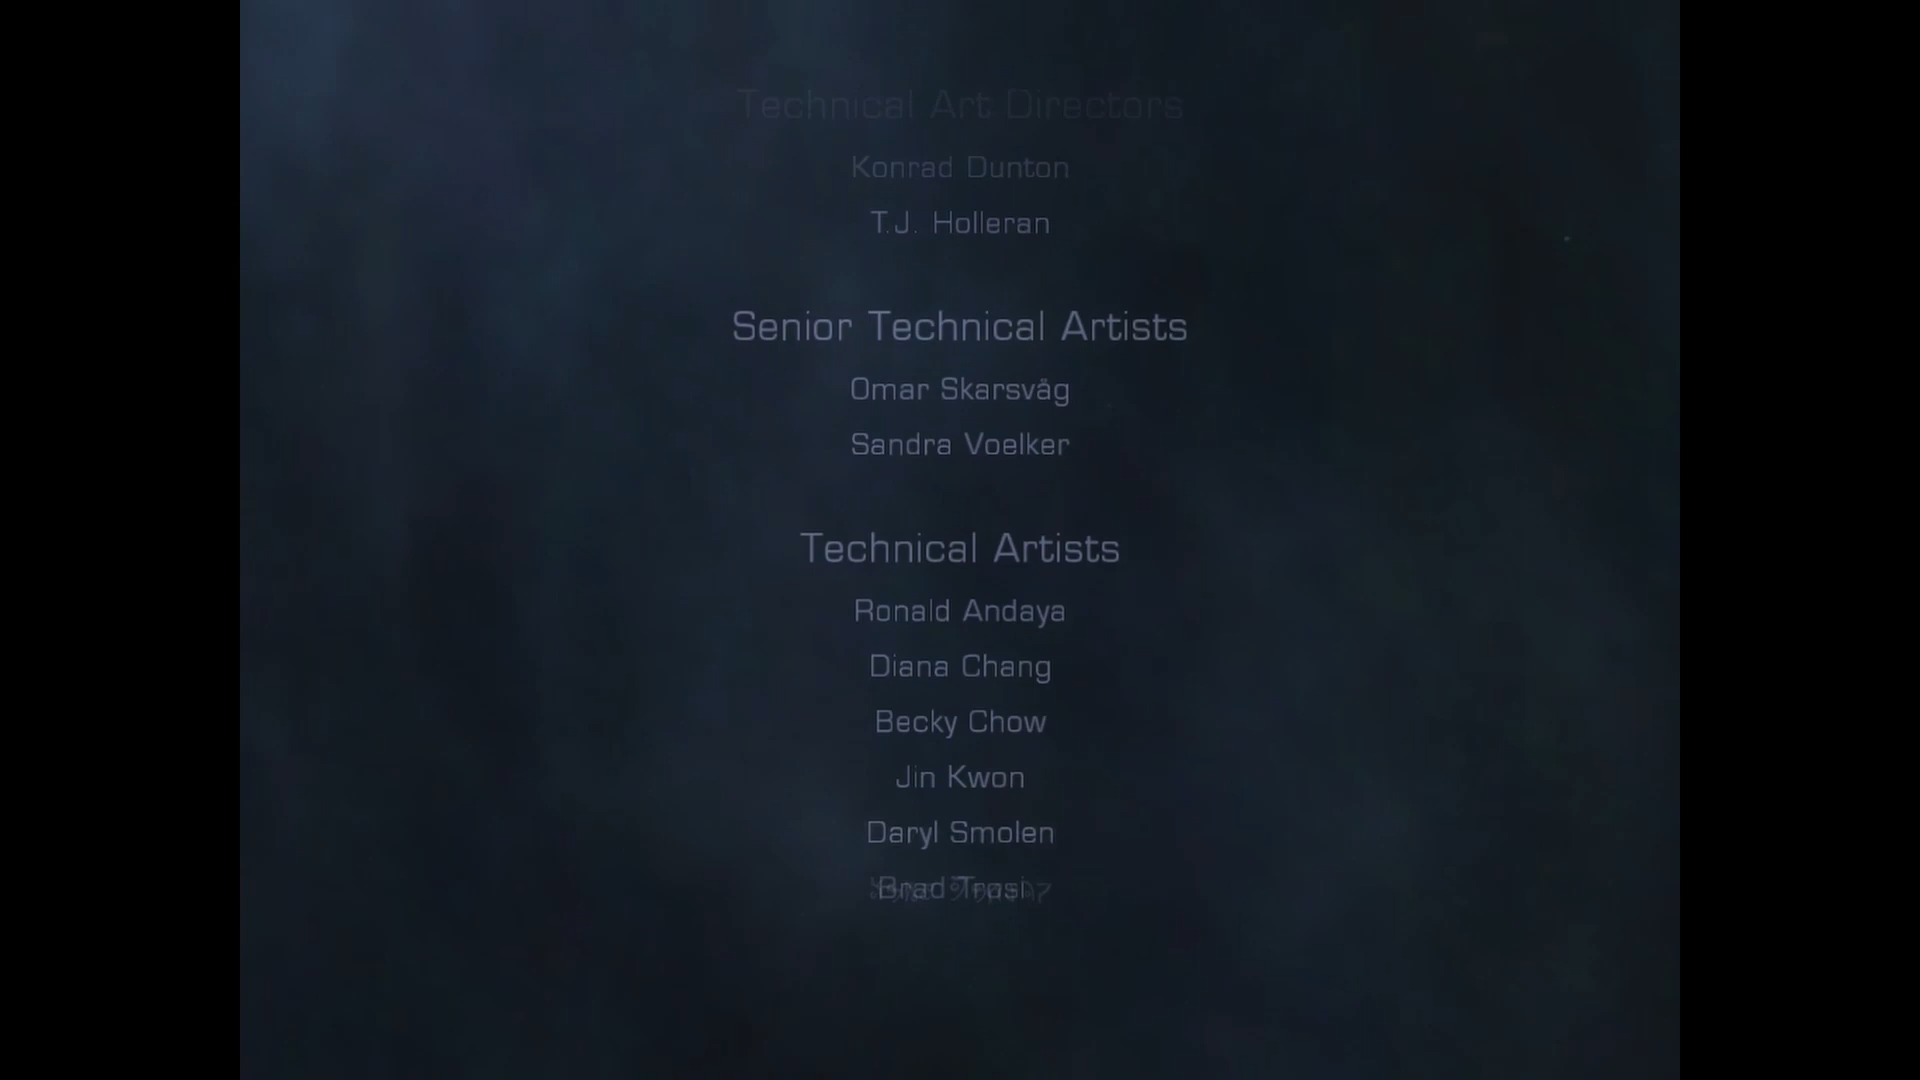 Technical Art Directors
Konrad Dunton
T.J. Holleran
Senior Technical Artists
Omar Skarsvåg
Sandra Voelker
Technical Artists
Ronald Andaya
Diana Chang
Becky Chow
Jin Kwon
Daryl Smolen
Brad